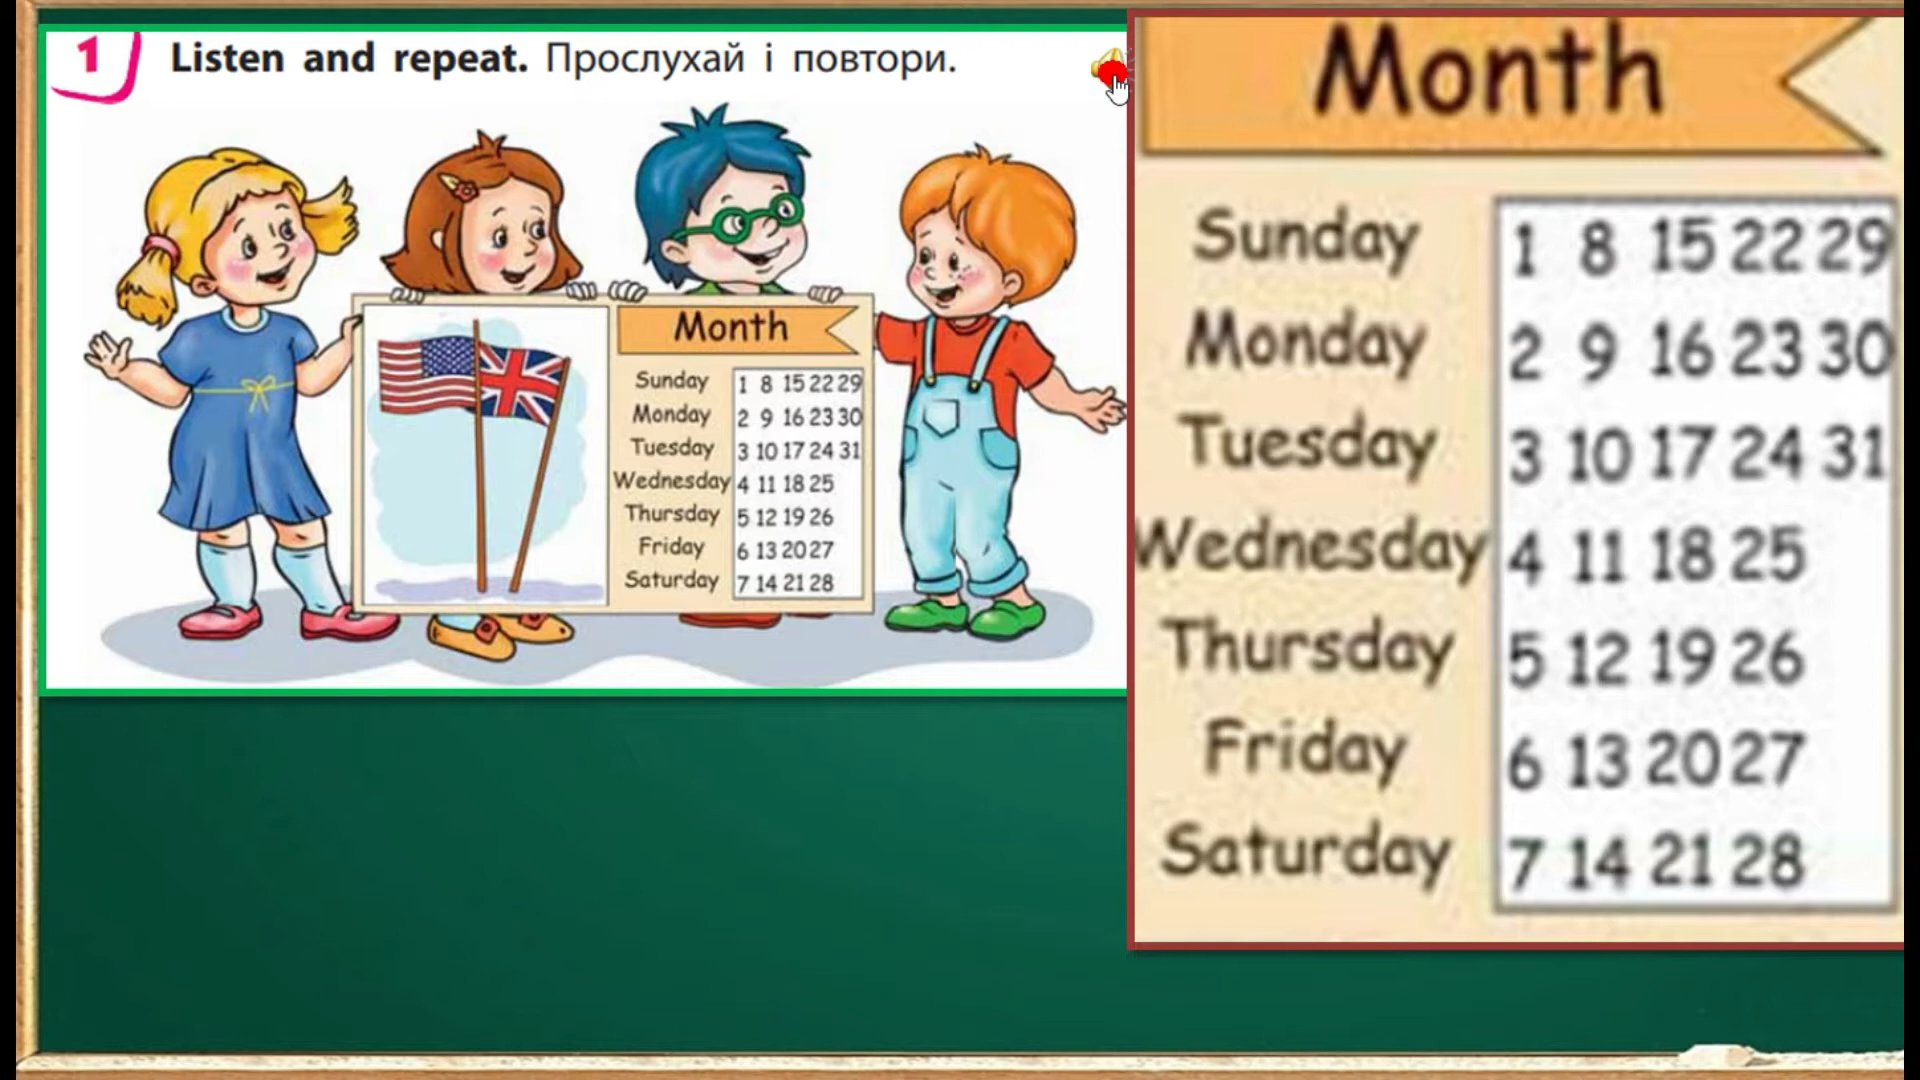 1 Listen and repeat. Прослухай і повтори.
Month
Sunday 1 8 15 22 29
Monday 2 9 16 23 30
Tuesday 3 10 17 24 31
Wednesday 4 11 18 25
Thursday 5 12 19 26
Friday 6 13 20 27
Saturday 7 14 21 28
Month
Sunday 1 8 15 22 29
Monday 2 9 16 23 30
Tuesday 3 10 17 24 31
Wednesday 4 11 18 25
Thursday 5 12 19 26
Friday 6 13 20 27
Saturday 7 14 21 28